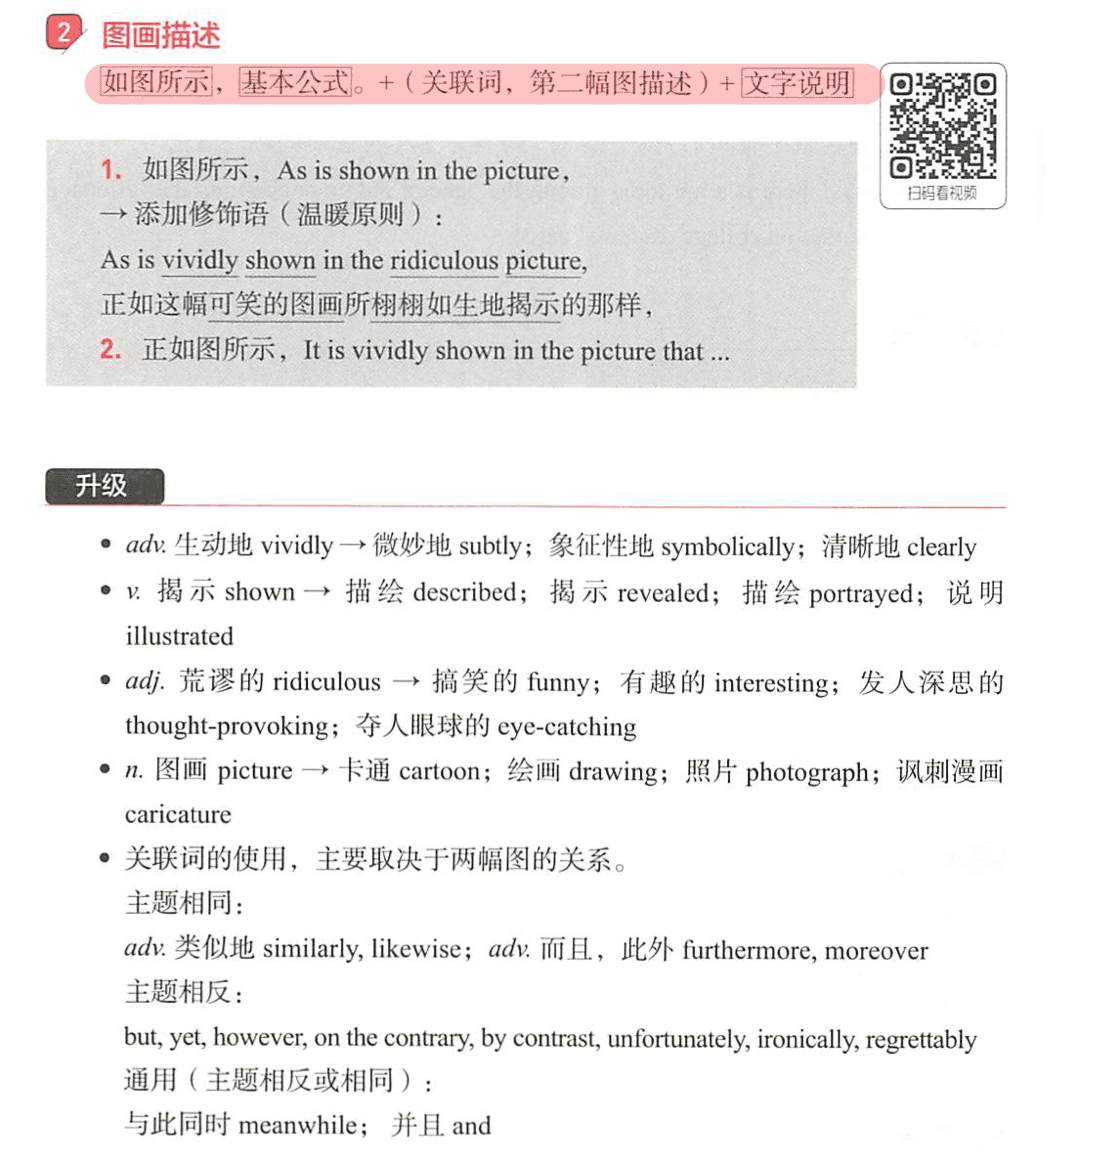 2 图画描述
如图所示，基本公式。+（关联词，第二幅图描述）+文字说明
扫码看视频
1. 如图所示，As is shown in the picture,
→添加修饰语（温暖原则）:
As is vividly shown in the ridiculous picture,
正如这幅可笑的图画所栩栩如生地揭示的那样，
2. 正如图所示，It is vividly shown in the picture that ...
升级
• adv. 生动地 vividly→微妙地 subtly；象征性地 symbolically；清晰地 clearly
• v. 揭示 shown → 描绘 described；揭示 revealed；描绘 portrayed；说明
illustrated
• adj. 荒谬的 ridiculous → 搞笑的 funny；有趣的 interesting；发人深思的
thought-provoking；夺人眼球的 eye-catching
• n. 图画 picture → 卡通 cartoon；绘画 drawing；照片 photograph；讽刺漫画
caricature
• 关联词的使用，主要取决于两幅图的关系。
主题相同：
adv. 类似地 similarly, likewise；adv. 而且，此外 furthermore, moreover
主题相反：
but, yet, however, on the contrary, by contrast, unfortunately, ironically, regrettably
通用（主题相反或相同）：
与此同时 meanwhile； 并且 and